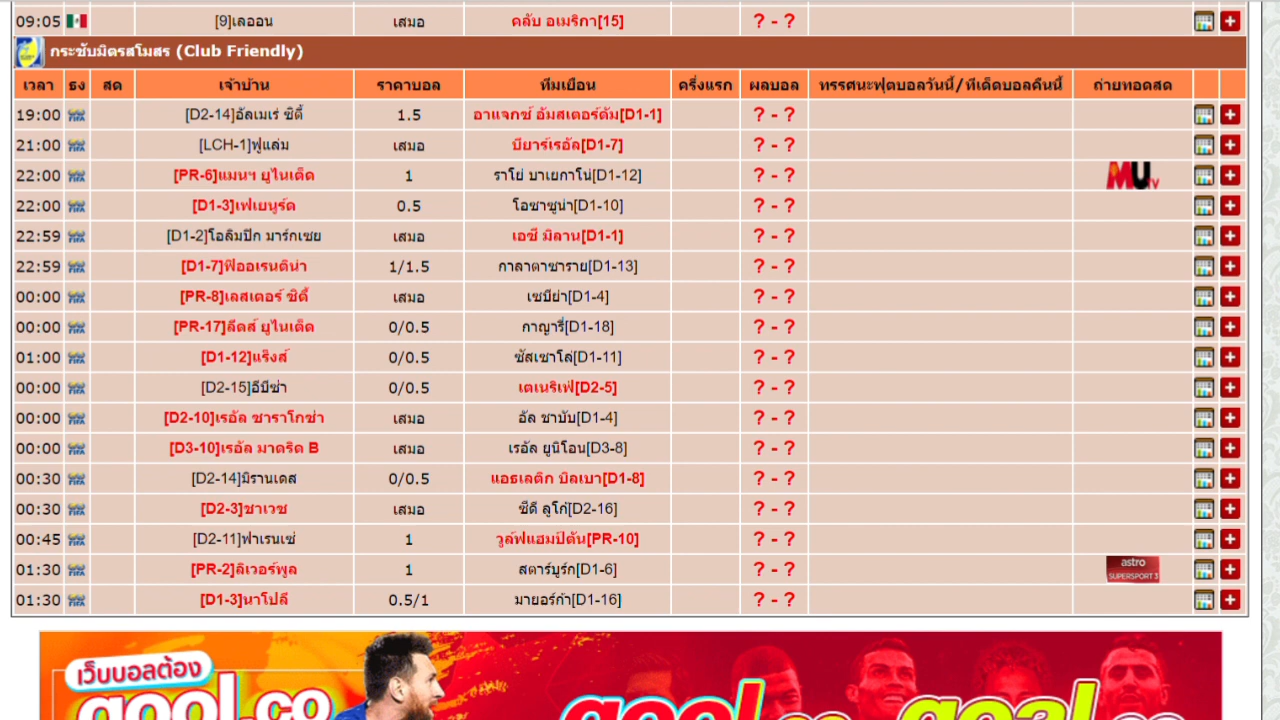 09:05 [9]เลออน เสมอ คลับ อเมริกา[15] ? - ?
กระชับมิตรสโมสร (Club Friendly)
เวลา ธง สด เจ้าบ้าน ราคาบอล ทีมเยือน ครึ่งแรก ผลบอล ทรรศนะฟุตบอลวันนี้/ทีเด็ดบอลคืนนี้ ถ่ายทอดสด
19:00 [D2-14]อัลเมเร่ ซิตี้ 1.5 อาแจกซ์ อัมสเตอร์ดัม[D1-1] ? - ?
21:00 [LCH-1]ฟูแล่ม เสมอ บียาร์เรอัล[D1-7] ? - ?
22:00 [PR-6]แมนฯ ยูไนเต็ด 1 ราโย่ บาเยกาโน่[D1-12] ? - ? MUTV
22:00 [D1-3]เฟเยนูร์ด 0.5 โอซาซูน่า[D1-10] ? - ?
22:59 [D1-2]โอลิมปิก มาร์กเซย เสมอ เอซี มิลาน[D1-1] ? - ?
22:59 [D1-7]ฟิออเรนตีน่า 1/1.5 กาลาตาซาราย[D1-13] ? - ?
00:00 [PR-8]เลสเตอร์ ซิตี้ เสมอ เซบีย่า[D1-4] ? - ?
00:00 [PR-17]ลีดส์ ยูไนเต็ด 0/0.5 กาญารี่[D1-18] ? - ?
01:00 [D1-12]แร็งส์ 0/0.5 ซัสเซาโล่[D1-11] ? - ?
00:00 [D2-15]อีบีซ่า 0/0.5 เตเนริเฟ่[D2-5] ? - ?
00:00 [D2-10]เรอัล ซาราโกซ่า เสมอ อัล ชาบับ[D1-4] ? - ?
00:00 [D3-10]เรอัล มาดริด B เสมอ เรอัล ยูนิโอน[D3-8] ? - ?
00:30 [D2-14]มิรานเดส 0/0.5 แอธเลติก บิลเบา[D1-8] ? - ?
00:30 [D2-3]ชาเวซ เสมอ ซีดี ลูโก้[D2-16] ? - ?
00:45 [D2-11]ฟาเรนเซ่ 1 วูล์ฟแฮมป์ตัน[PR-10] ? - ?
01:30 [PR-2]ลิเวอร์พูล 1 สตาร์บูร์ก[D1-6] ? - ? astro SUPERSPORT 3
01:30 [D1-3]นาโปลี 0.5/1 มายอร์ก้า[D1-16] ? - ?
เว็บบอลต้อง
gool.co